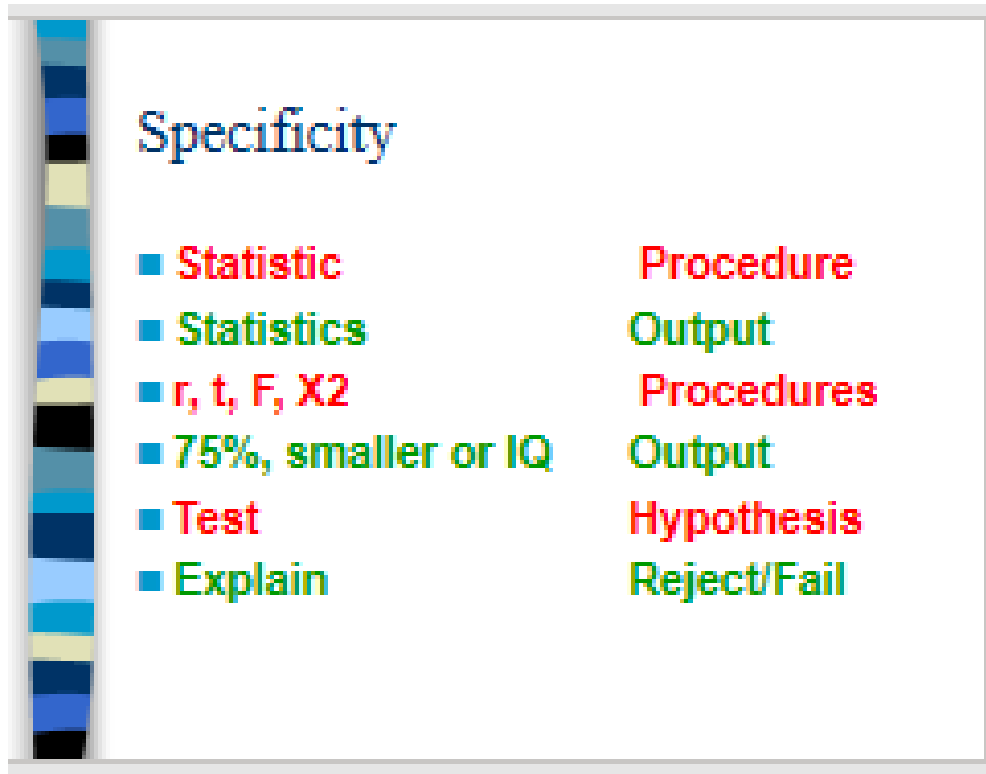 Specificity
Statistic Procedure
Statistics Output
r, t, F, X2 Procedures
75%, smaller or IQ Output
Test Hypothesis
Explain Reject/Fail